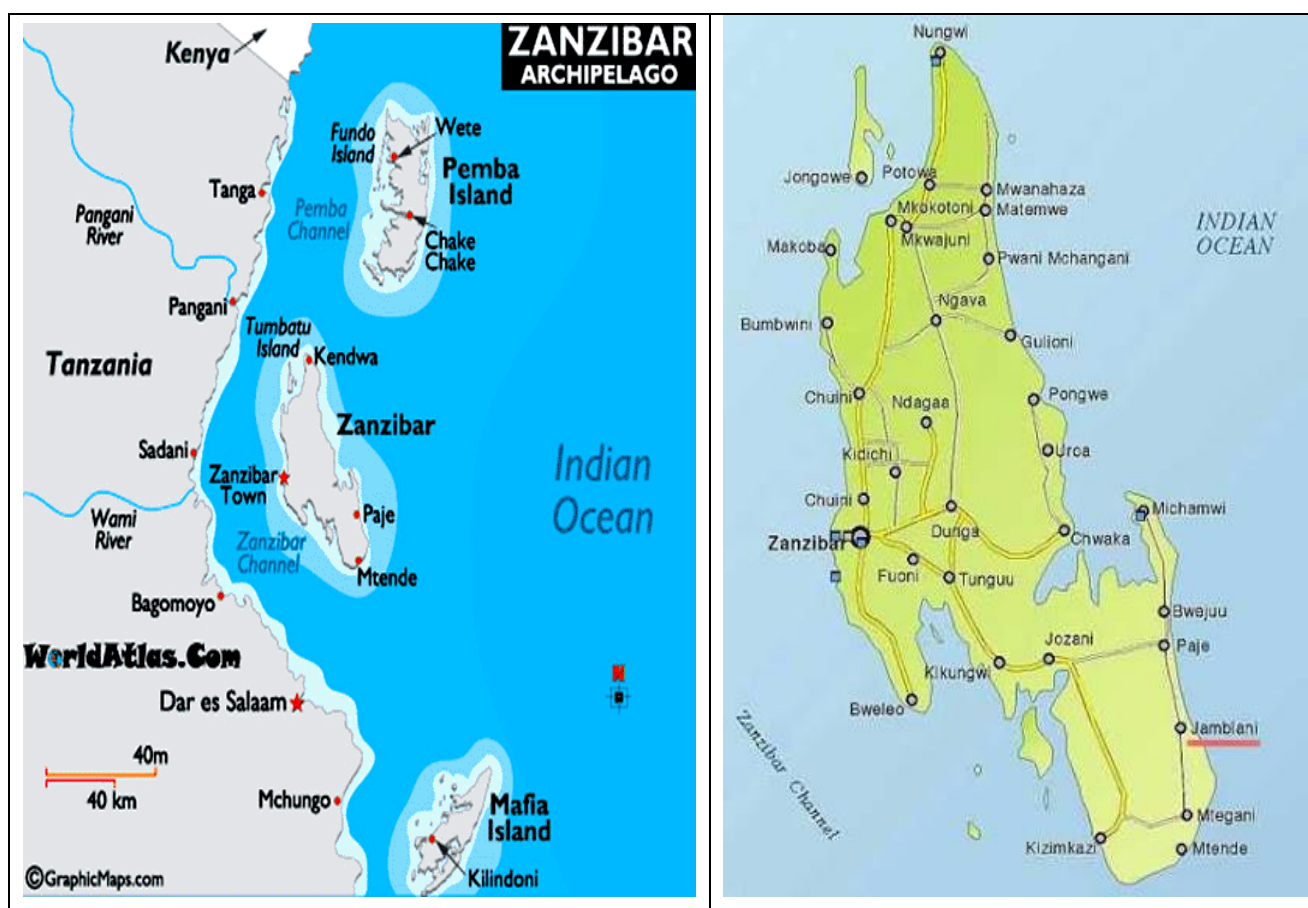 ZANZIBAR
ARCHIPELAGO
Kenya
Fundo
Island
Wete
Pemba
Island
Tanga
Pemba
Channel
Pangani
River
Chake
Chake
Pangani
Tumbatu
Island
Kendwa
Tanzania
Zanzibar
Sadani
Zanzibar
Town
Indian
Ocean
Wami
River
Paje
Zanzibar
Channel
Mtende
Bagomoyo
WorldAtlas.Com
N
Dar es Salaam
40m
40 km
Mchungo
Mafia
Island
Kilindoni
©GraphicMaps.com
Nungwi
Jongowe
Potowa
Mwanahaza
Mkokotoni
Matemwe
INDIAN
OCEAN
Mkwajuni
Makoba
Pwani Mchangani
Ngava
Bumbwini
Gulioni
Chuini
Ndagaa
Pongwe
Kidichi
Uroa
Chuini
Michamwi
Zanzibar
Dunga
Chwaka
Fuoni
Tunguu
Bwejuu
Jozani
Paje
Kikungwi
Bweleo
Jambiani
Zanzibar Channel
Mtegani
Kizimkazi
Mtende